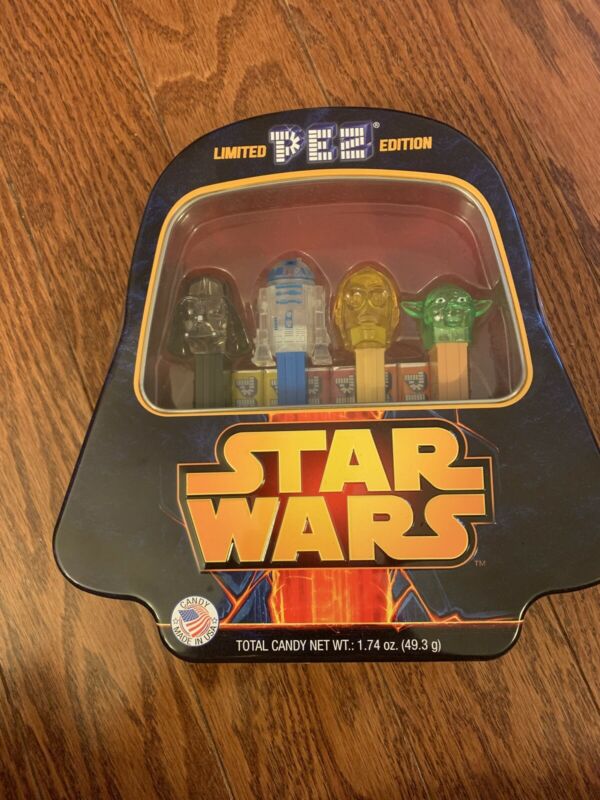 LIMITED PEZ® EDITION
STAR
WARS™
CANDY
MADE IN USA
TOTAL CANDY NET WT.: 1.74 oz. (49.3 g)